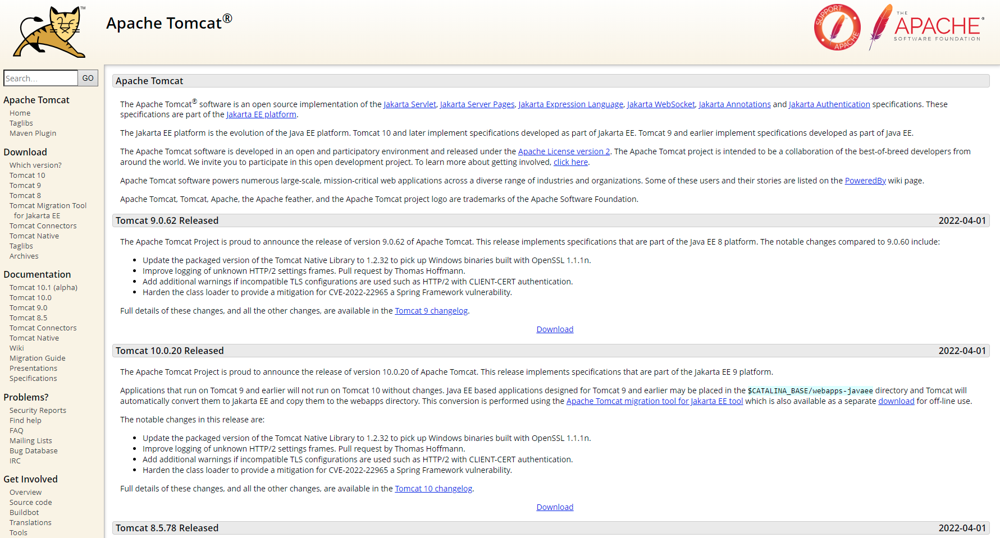 TM
Apache Tomcat®
SUPPORT
APACHE
THE
APACHE®
SOFTWARE FOUNDATION
Search...
GO
Apache Tomcat
Home
Taglibs
Maven Plugin
Download
Which version?
Tomcat 10
Tomcat 9
Tomcat 8
Tomcat Migration Tool
for Jakarta EE
Tomcat Connectors
Tomcat Native
Taglibs
Archives
Documentation
Tomcat 10.1 (alpha)
Tomcat 10.0
Tomcat 9.0
Tomcat 8.5
Tomcat Connectors
Tomcat Native
Wiki
Migration Guide
Presentations
Specifications
Problems?
Security Reports
Find help
FAQ
Mailing Lists
Bug Database
IRC
Get Involved
Overview
Source code
Buildbot
Translations
Tools
Apache Tomcat
The Apache Tomcat® software is an open source implementation of the Jakarta Servlet, Jakarta Server Pages, Jakarta Expression Language, Jakarta WebSocket, Jakarta Annotations and Jakarta Authentication specifications. These
specifications are part of the Jakarta EE platform.
The Jakarta EE platform is the evolution of the Java EE platform. Tomcat 10 and later implement specifications developed as part of Jakarta EE. Tomcat 9 and earlier implement specifications developed as part of Java EE.
The Apache Tomcat software is developed in an open and participatory environment and released under the Apache License version 2. The Apache Tomcat project is intended to be a collaboration of the best-of-breed developers from
around the world. We invite you to participate in this open development project. To learn more about getting involved, click here.
Apache Tomcat software powers numerous large-scale, mission-critical web applications across a diverse range of industries and organizations. Some of these users and their stories are listed on the PoweredBy wiki page.
Apache Tomcat, Tomcat, Apache, the Apache feather, and the Apache Tomcat project logo are trademarks of the Apache Software Foundation.
Tomcat 9.0.62 Released 2022-04-01
The Apache Tomcat Project is proud to announce the release of version 9.0.62 of Apache Tomcat. This release implements specifications that are part of the Java EE 8 platform. The notable changes compared to 9.0.60 include:
• Update the packaged version of the Tomcat Native Library to 1.2.32 to pick up Windows binaries built with OpenSSL 1.1.1n.
• Improve logging of unknown HTTP/2 settings frames. Pull request by Thomas Hoffmann.
• Add additional warnings if incompatible TLS configurations are used such as HTTP/2 with CLIENT-CERT authentication.
• Harden the class loader to provide a mitigation for CVE-2022-22965 a Spring Framework vulnerability.
Full details of these changes, and all the other changes, are available in the Tomcat 9 changelog.
Download
Tomcat 10.0.20 Released 2022-04-01
The Apache Tomcat Project is proud to announce the release of version 10.0.20 of Apache Tomcat. This release implements specifications that are part of the Jakarta EE 9 platform.
Applications that run on Tomcat 9 and earlier will not run on Tomcat 10 without changes. Java EE based applications designed for Tomcat 9 and earlier may be placed in the $CATALINA_BASE/webapps-javaee directory and Tomcat will
automatically convert them to Jakarta EE and copy them to the webapps directory. This conversion is performed using the Apache Tomcat migration tool for Jakarta EE tool which is also available as a separate download for off-line use.
The notable changes in this release are:
• Update the packaged version of the Tomcat Native Library to 1.2.32 to pick up Windows binaries built with OpenSSL 1.1.1n.
• Improve logging of unknown HTTP/2 settings frames. Pull request by Thomas Hoffmann.
• Add additional warnings if incompatible TLS configurations are used such as HTTP/2 with CLIENT-CERT authentication.
• Harden the class loader to provide a mitigation for CVE-2022-22965 a Spring Framework vulnerability.
Full details of these changes, and all the other changes, are available in the Tomcat 10 changelog.
Download
Tomcat 8.5.78 Released 2022-04-01